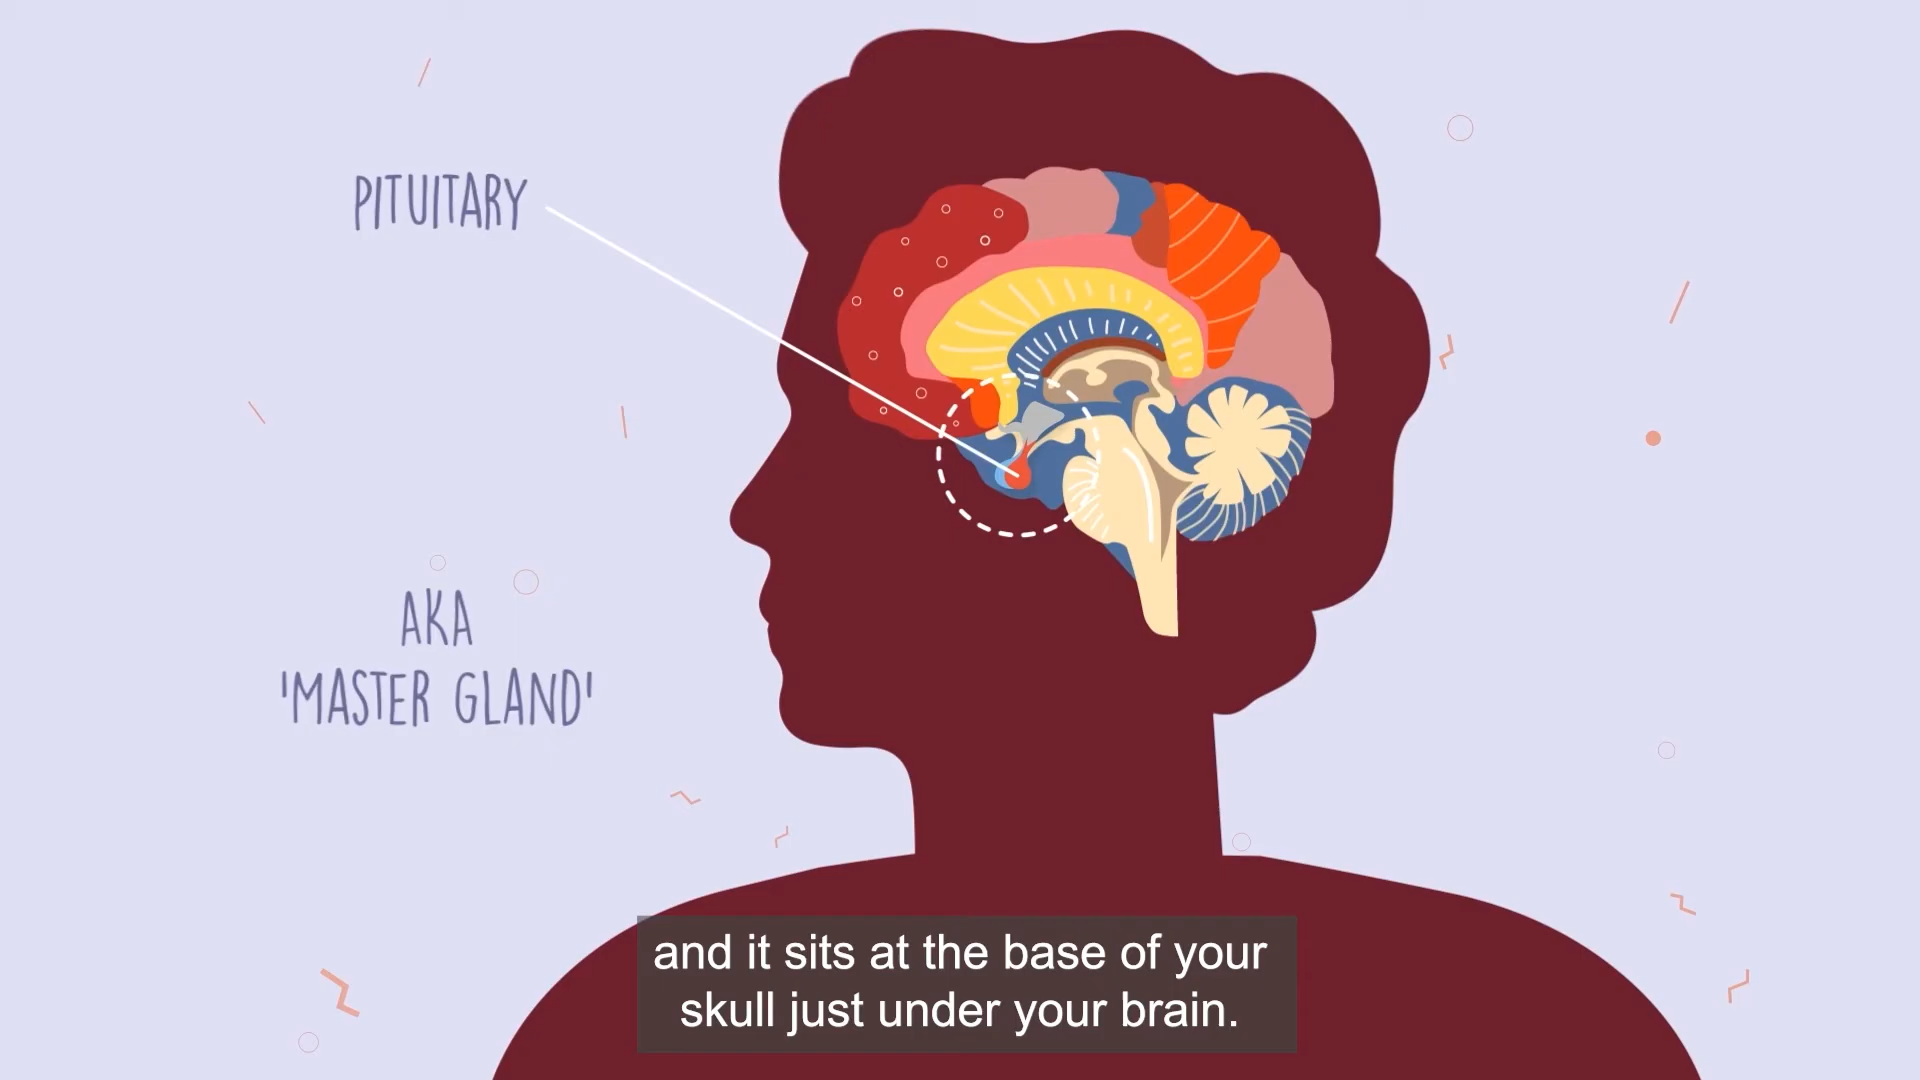 PITUITARY
AKA
'MASTER GLAND'
and it sits at the base of your
skull just under your brain.